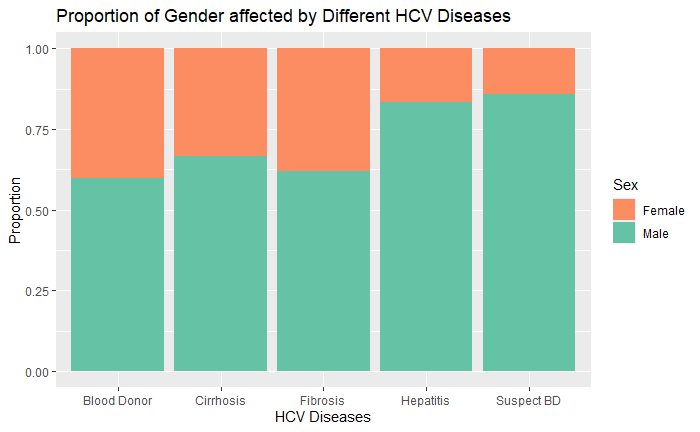 Proportion of Gender affected by Different HCV Diseases
1.00
0.75
0.50
0.25
0.00
Proportion
Blood Donor Cirrhosis Fibrosis Hepatitis Suspect BD
HCV Diseases
Sex
Female
Male